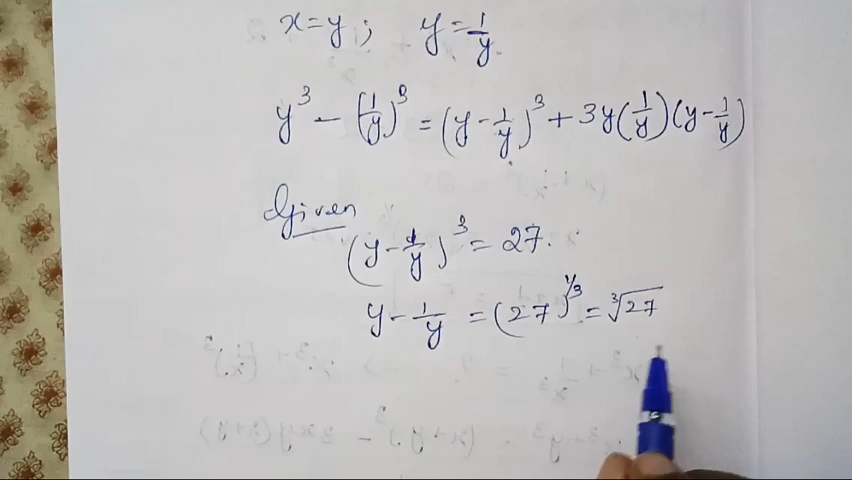 x = y ; y = 1/y
y³ - (1/y)³ = (y - 1/y)³ + 3y(1/y)(y - 1/y)
Given
(y - 1/y)³ = 27.
y - 1/y = (27)^1/3 = ∛27